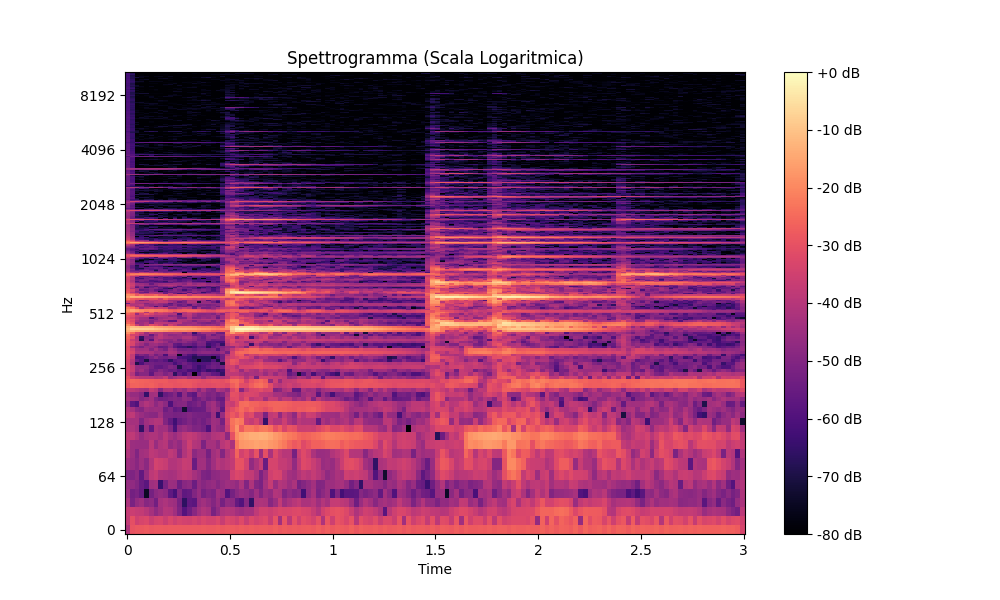 Spettrogramma (Scala Logaritmica)
8192
4096
2048
1024
512
256
128
64
0
Hz
0
0.5
1
1.5
2
2.5
3
Time
+0 dB
-10 dB
-20 dB
-30 dB
-40 dB
-50 dB
-60 dB
-70 dB
-80 dB